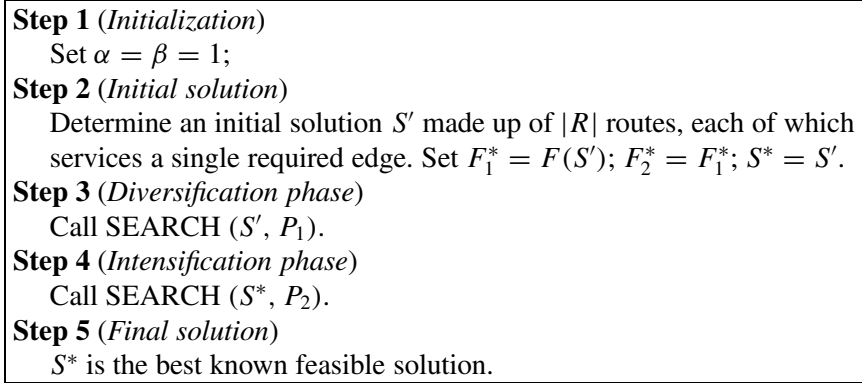 Step 1 (Initialization)
Set α = β = 1;
Step 2 (Initial solution)
Determine an initial solution S′ made up of |R| routes, each of which
services a single required edge. Set F₁* = F(S′); F₂* = F₁*; S* = S′.
Step 3 (Diversification phase)
Call SEARCH (S′, P₁).
Step 4 (Intensification phase)
Call SEARCH (S*, P₂).
Step 5 (Final solution)
S* is the best known feasible solution.